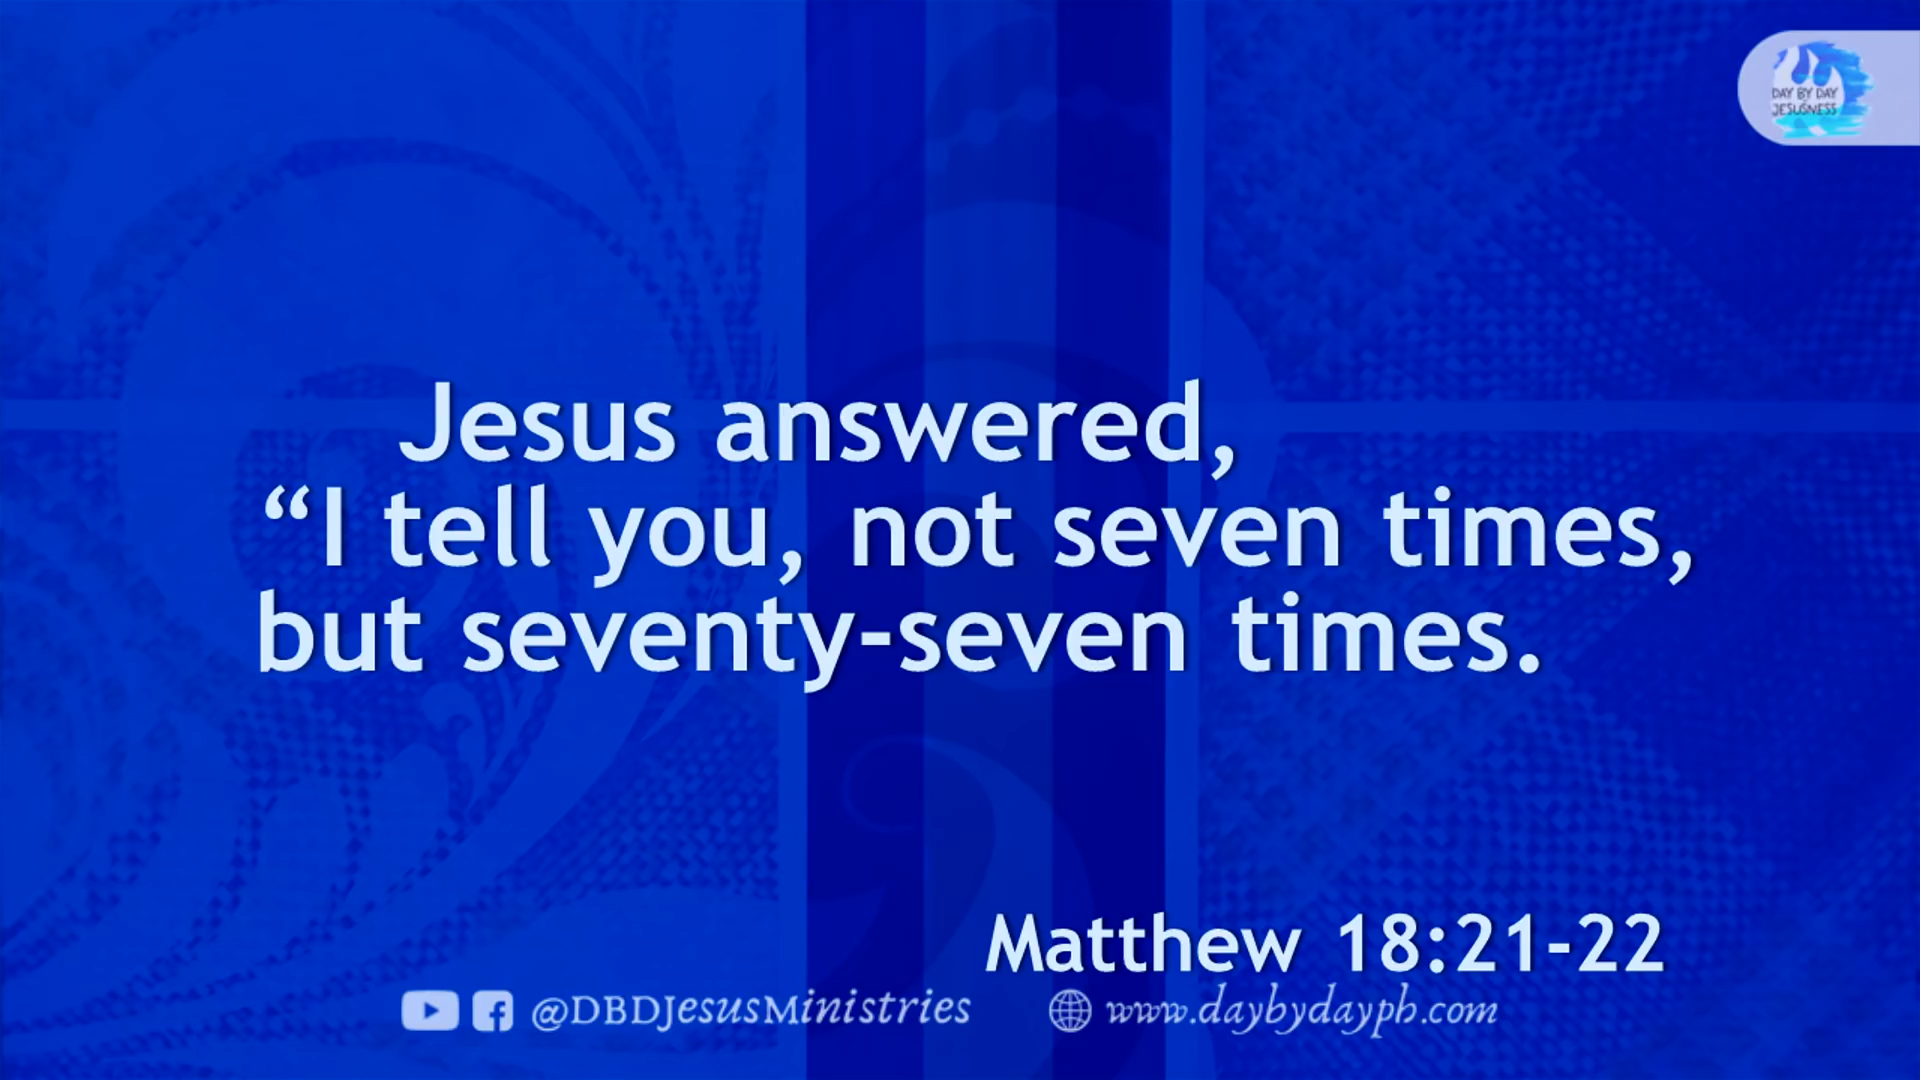 DAY BY DAY
JESUSNESS
Jesus answered,
“I tell you, not seven times,
but seventy-seven times.
Matthew 18:21-22
@DBDJesusMinistries www.daybydayph.com